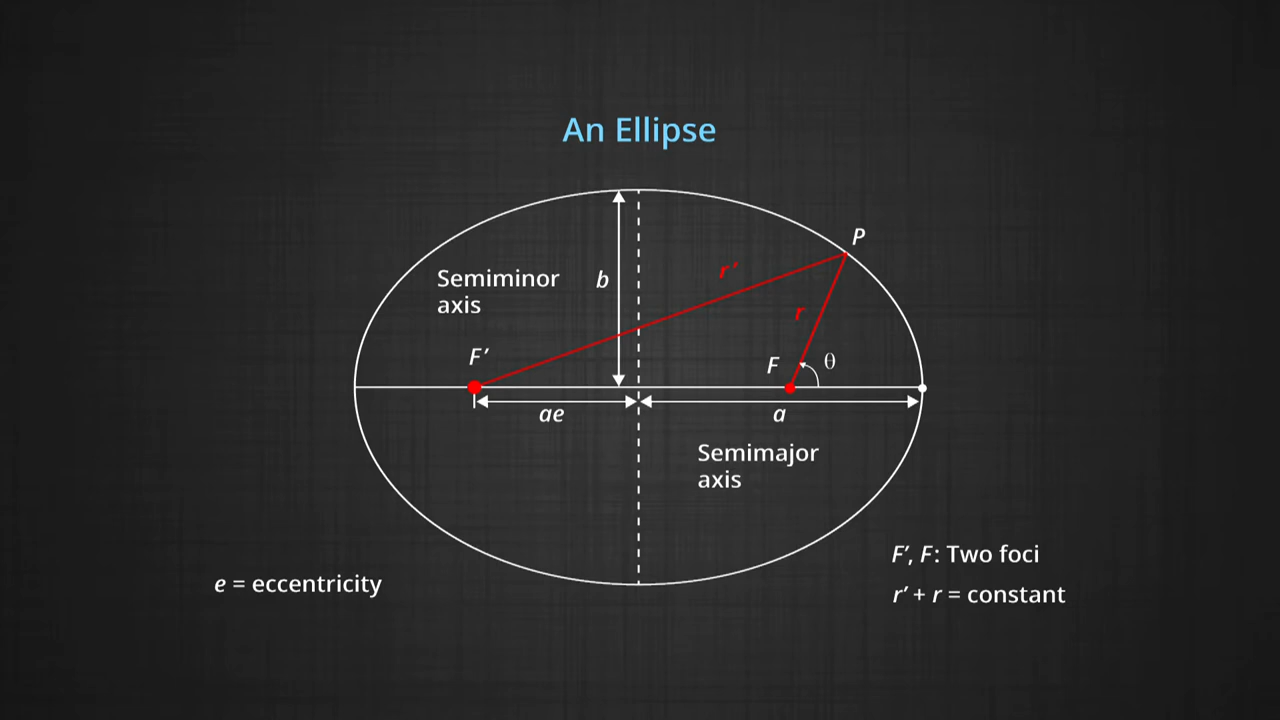 An Ellipse
P
r′
Semiminor
axis
b
r
F′
F
θ
ae
a
Semimajor
axis
F′, F: Two foci
e = eccentricity
r′ + r = constant